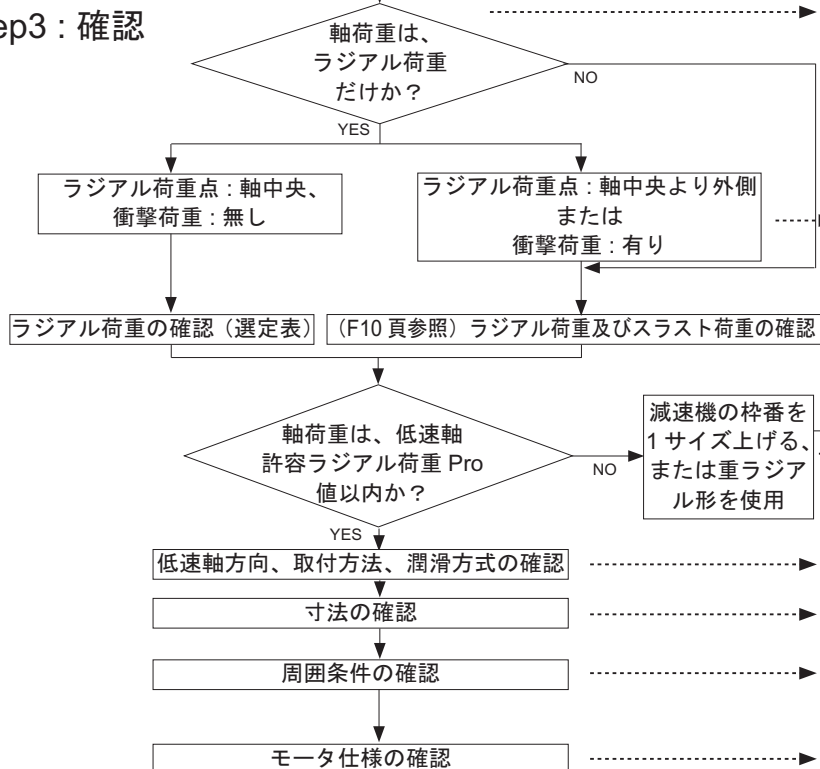 ep3 : 確認
軸荷重は、
ラジアル荷重
だけか？
NO
YES
ラジアル荷重点 : 軸中央、
衝撃荷重 : 無し
ラジアル荷重点 : 軸中央より外側
または
衝撃荷重 : 有り
ラジアル荷重の確認（選定表）
（F10 頁参照）ラジアル荷重及びスラスト荷重の確認
軸荷重は、低速軸
許容ラジアル荷重 Pro
値以内か？
NO
減速機の枠番を
1 サイズ上げる、
または重ラジア
ル形を使用
YES
低速軸方向、取付方法、潤滑方式の確認
寸法の確認
周囲条件の確認
モータ仕様の確認